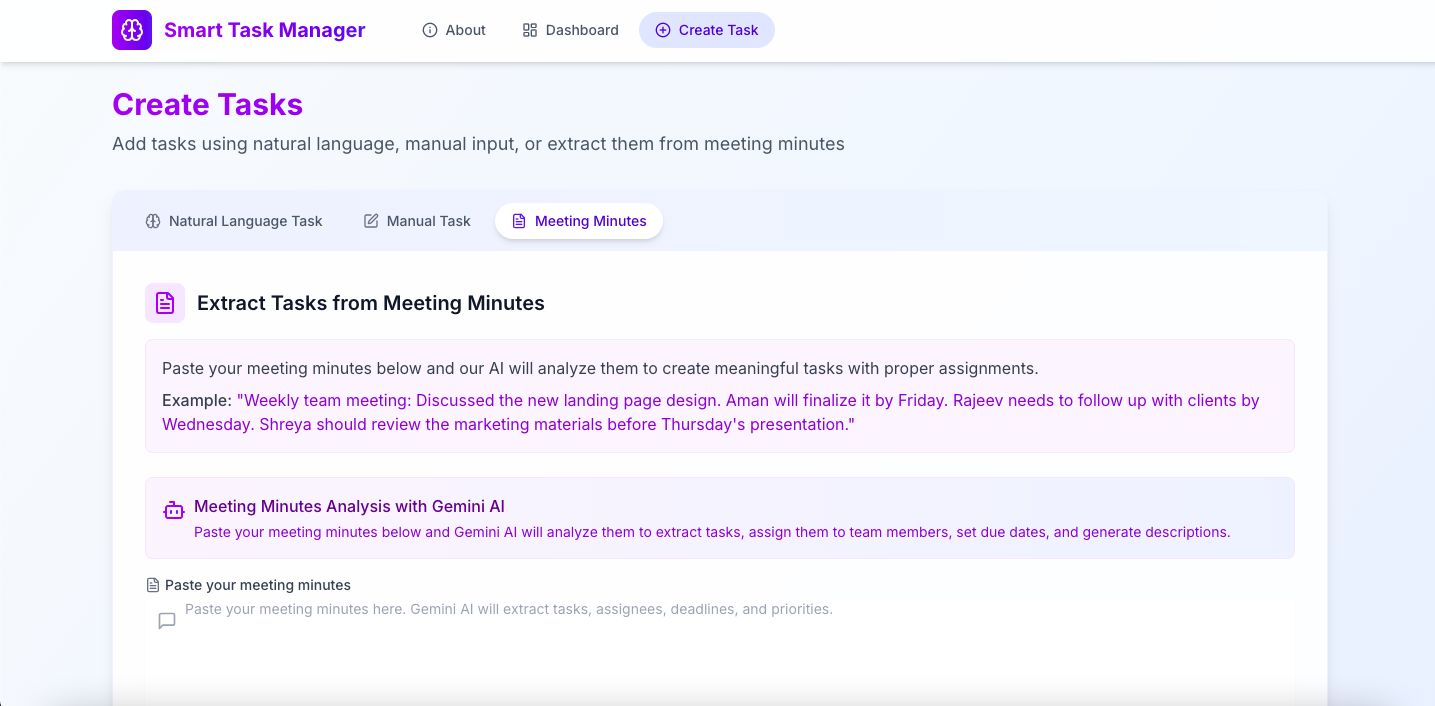 Smart Task Manager
About
Dashboard
Create Task
Create Tasks
Add tasks using natural language, manual input, or extract them from meeting minutes
Natural Language Task
Manual Task
Meeting Minutes
Extract Tasks from Meeting Minutes
Paste your meeting minutes below and our AI will analyze them to create meaningful tasks with proper assignments.
Example: "Weekly team meeting: Discussed the new landing page design. Aman will finalize it by Friday. Rajeev needs to follow up with clients by
Wednesday. Shreya should review the marketing materials before Thursday's presentation."
Meeting Minutes Analysis with Gemini AI
Paste your meeting minutes below and Gemini AI will analyze them to extract tasks, assign them to team members, set due dates, and generate descriptions.
Paste your meeting minutes
Paste your meeting minutes here. Gemini AI will extract tasks, assignees, deadlines, and priorities.